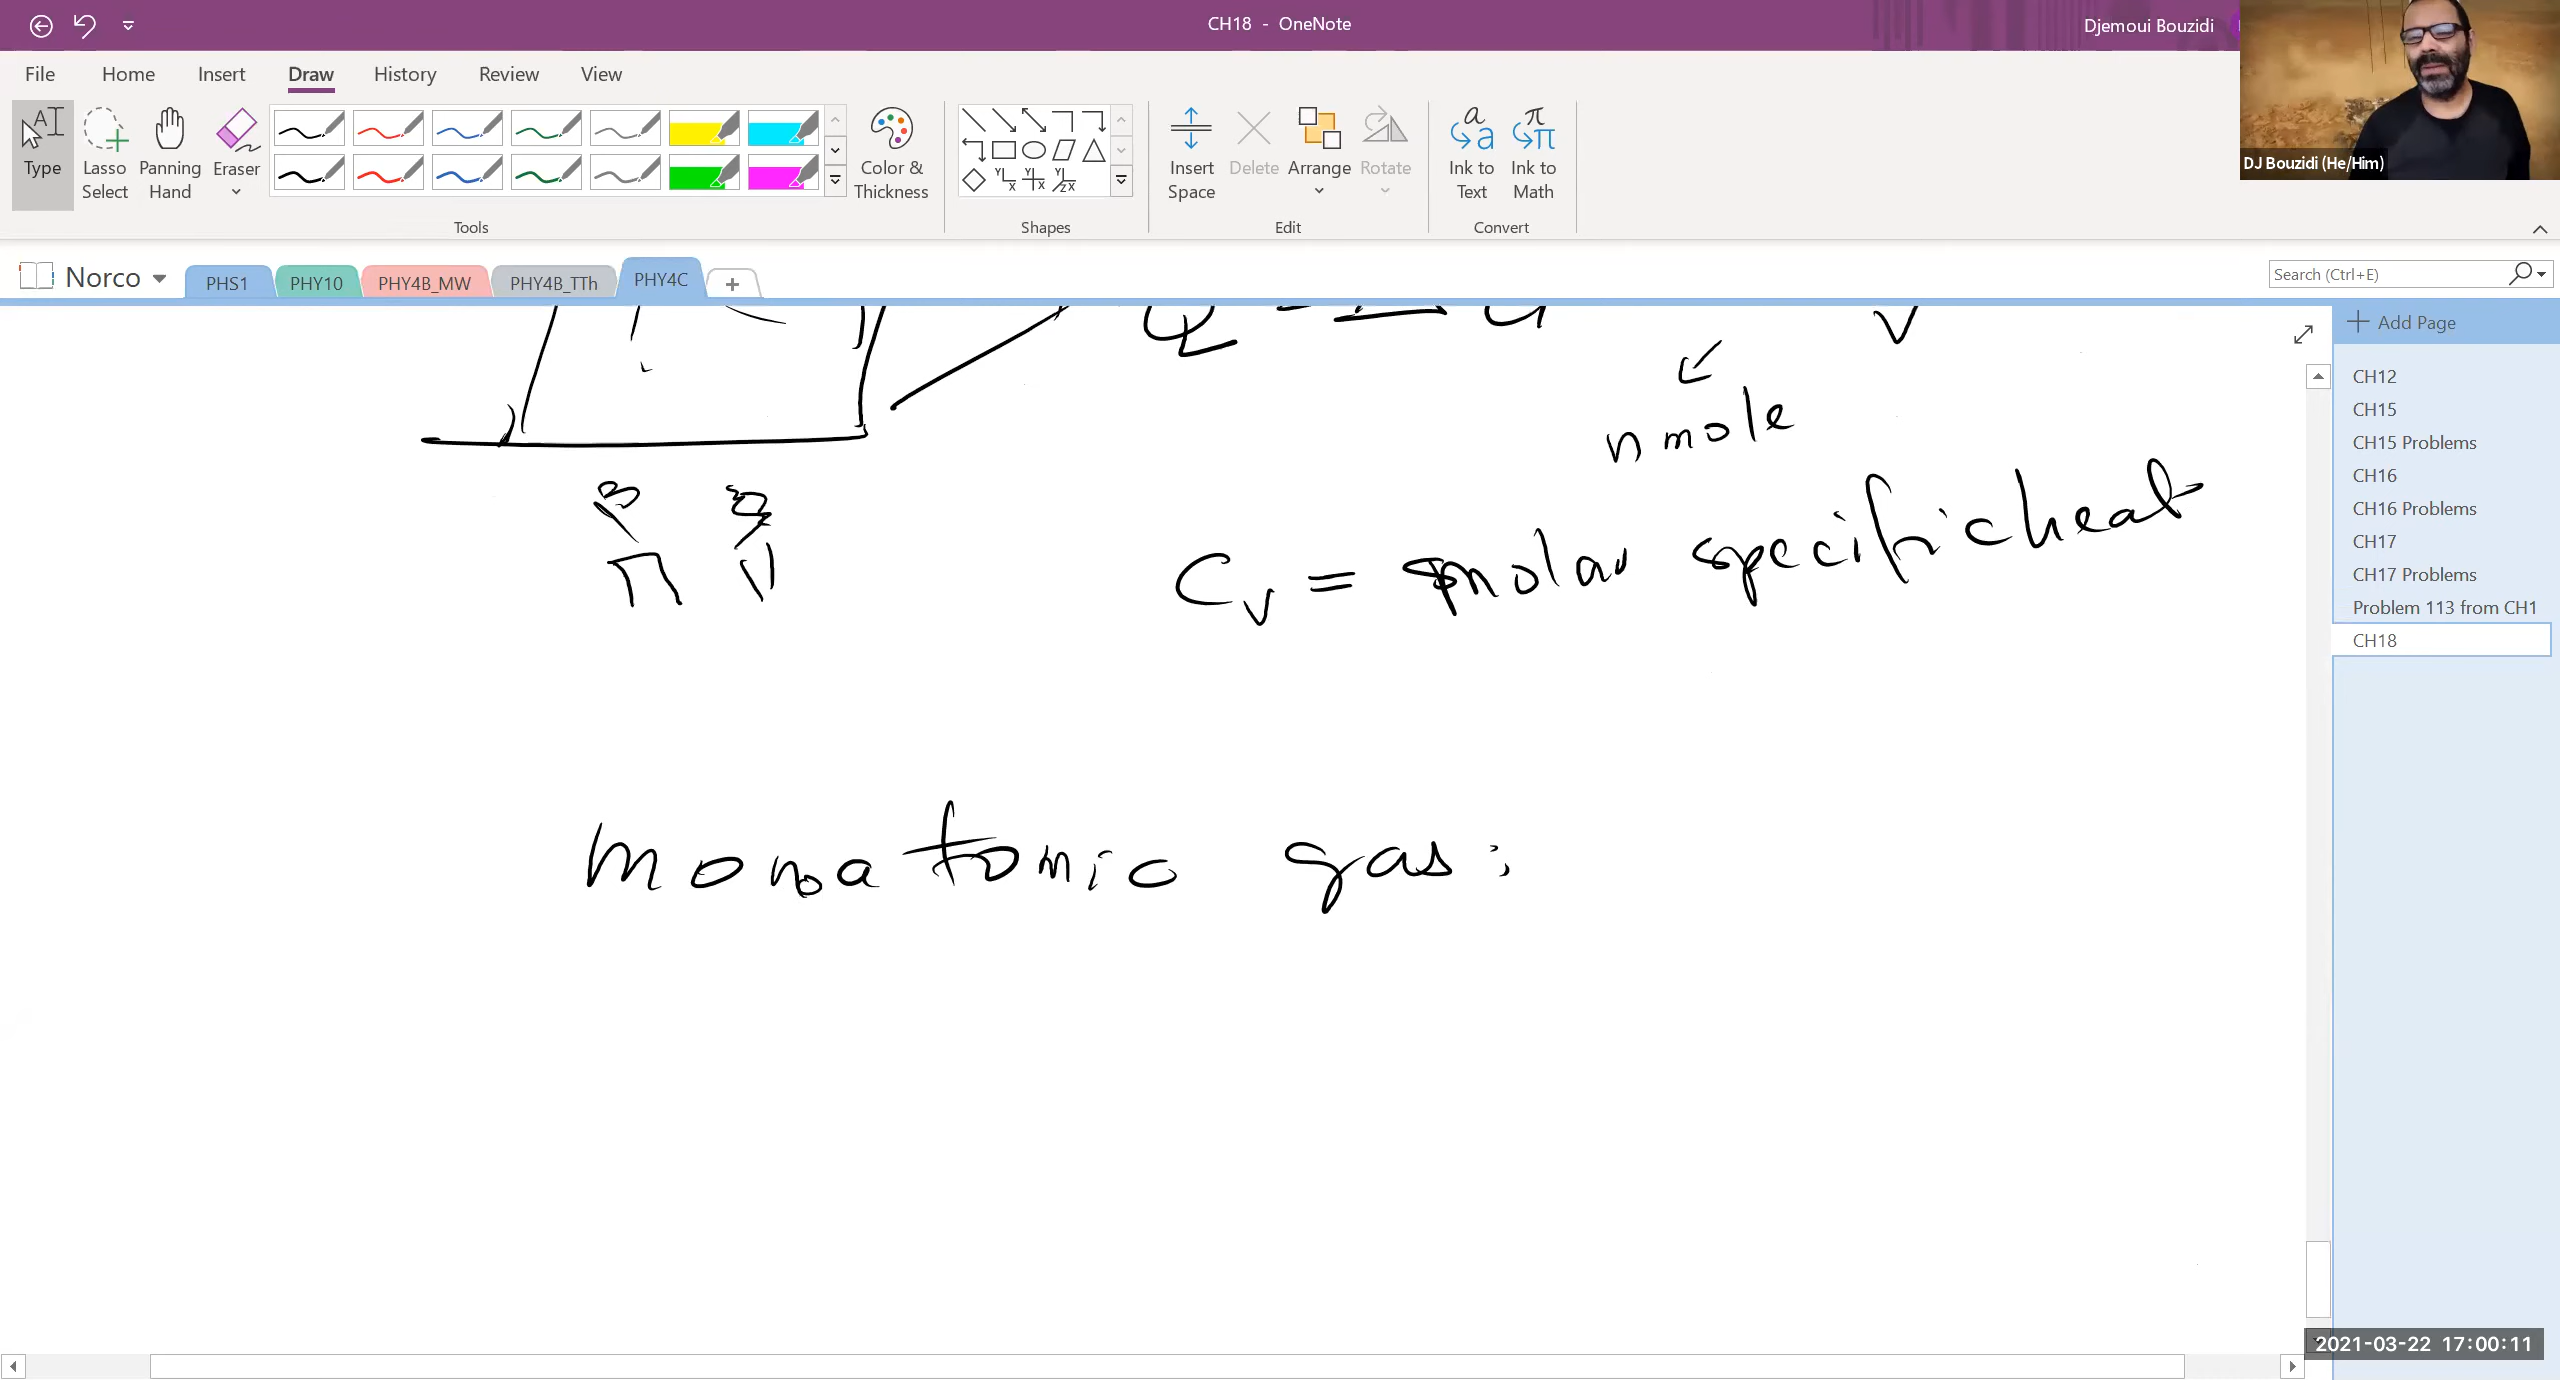 CH18 - OneNote
Djemoui Bouzidi
File Home Insert Draw History Review View
Type
Lasso Select
Panning Hand
Eraser
Color & Thickness
Insert Space
Delete
Arrange
Rotate
Ink to Text
Ink to Math
Tools Shapes Edit Convert
DJ Bouzidi (He/Him)
Norco PHS1 PHY10 PHY4B_MW PHY4B_TTh PHY4C
Search (Ctrl+E)
Add Page
CH12
CH15
CH15 Problems
CH16
CH16 Problems
CH17
CH17 Problems
Problem 113 from CH1
CH18
n mole
Cv = molar specific heat
monoatomic gas:
2021-03-22 17:00:11